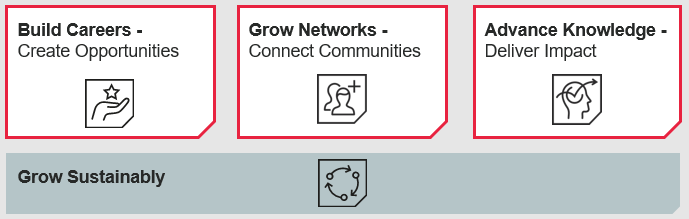 Build Careers -
Create Opportunities
Grow Networks -
Connect Communities
Advance Knowledge -
Deliver Impact
Grow Sustainably